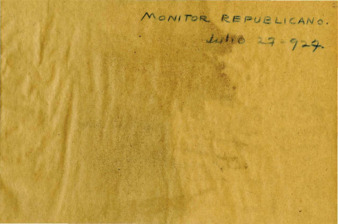 MONITOR REPUBLICANO.
Julio 27-924